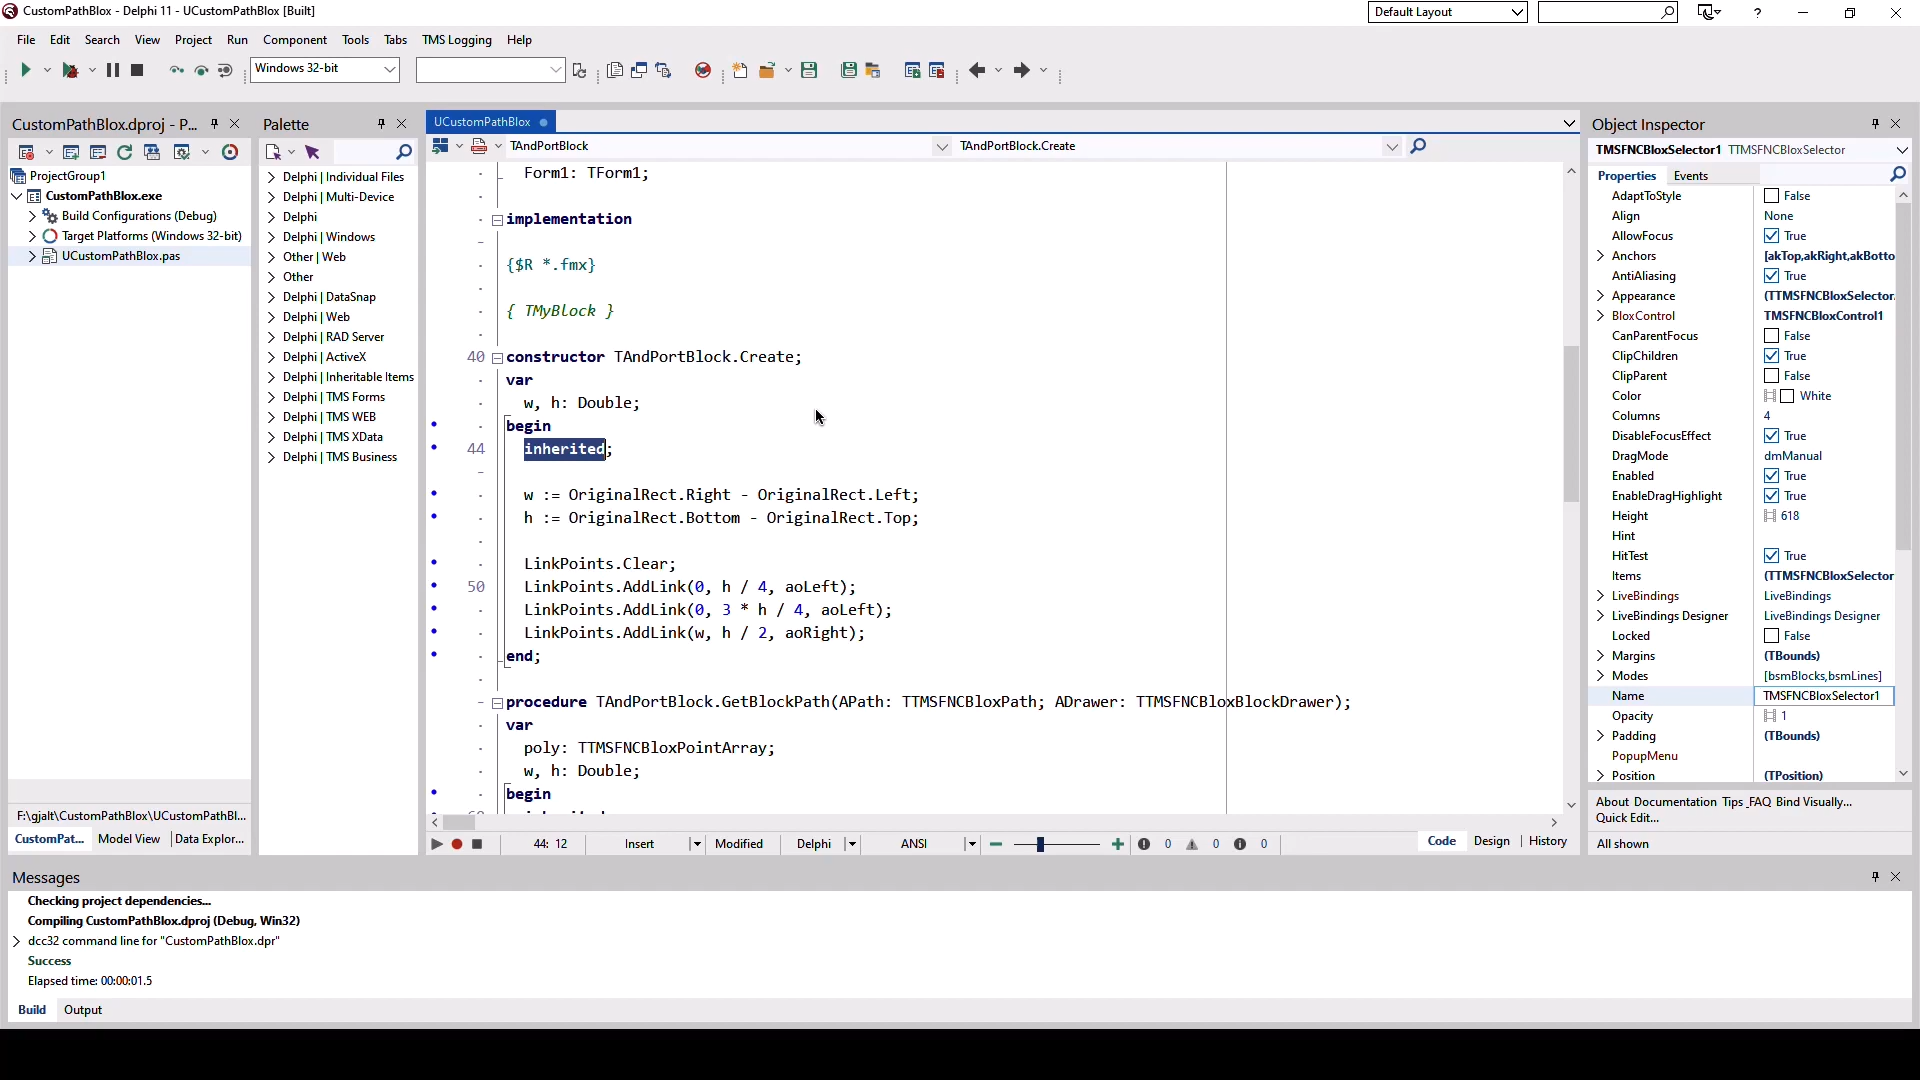 CustomPathBlox - Delphi 11 - UCustomPathBlox [Built]
Default Layout
File Edit Search View Project Run Component Tools Tabs TMS Logging Help
Windows 32-bit
CustomPathBlox.dproj - P...
ProjectGroup1
CustomPathBlox.exe
Build Configurations (Debug)
Target Platforms (Windows 32-bit)
UCustomPathBlox.pas
F:\gjalt\CustomPathBlox\UCustomPathBl...
CustomPat... Model View Data Explor...
Palette
Delphi | Individual Files
Delphi | Multi-Device
Delphi
Delphi | Windows
Other | Web
Other
Delphi | DataSnap
Delphi | Web
Delphi | RAD Server
Delphi | ActiveX
Delphi | Inheritable Items
Delphi | TMS Forms
Delphi | TMS WEB
Delphi | TMS XData
Delphi | TMS Business
UCustomPathBlox
TAndPortBlock TAndPortBlock.Create
Form1: TForm1;
implementation
{$R *.fmx}
{ TMyBlock }
40 constructor TAndPortBlock.Create;
var
w, h: Double;
begin
44 inherited;
w := OriginalRect.Right - OriginalRect.Left;
h := OriginalRect.Bottom - OriginalRect.Top;
LinkPoints.Clear;
50 LinkPoints.AddLink(0, h / 4, aoLeft);
LinkPoints.AddLink(0, 3 * h / 4, aoLeft);
LinkPoints.AddLink(w, h / 2, aoRight);
end;
procedure TAndPortBlock.GetBlockPath(APath: TTMSFNCBloxPath; ADrawer: TTMSFNCBloxBlockDrawer);
var
poly: TTMSFNCBloxPointArray;
w, h: Double;
begin
44: 12 Insert Modified Delphi ANSI 0 0 0 Code Design History
Object Inspector
TMSFNCBloxSelector1 TTMSFNCBloxSelector
Properties Events
AdaptToStyle False
Align None
AllowFocus True
Anchors [akTop,akRight,akBotto
AntiAliasing True
Appearance (TTMSFNCBloxSelector.
BloxControl TMSFNCBloxControl1
CanParentFocus False
ClipChildren True
ClipParent False
Color White
Columns 4
DisableFocusEffect True
DragMode dmManual
Enabled True
EnableDragHighlight True
Height 618
Hint
HitTest True
Items (TTMSFNCBloxSelector
LiveBindings LiveBindings
LiveBindings Designer LiveBindings Designer
Locked False
Margins (TBounds)
Modes [bsmBlocks,bsmLines]
Name TMSFNCBloxSelector1
Opacity 1
Padding (TBounds)
PopupMenu
Position (TPosition)
About Documentation Tips_FAQ Bind Visually...
Quick Edit...
All shown
Messages
Checking project dependencies...
Compiling CustomPathBlox.dproj (Debug, Win32)
dcc32 command line for "CustomPathBlox.dpr"
Success
Elapsed time: 00:00:01.5
Build Output